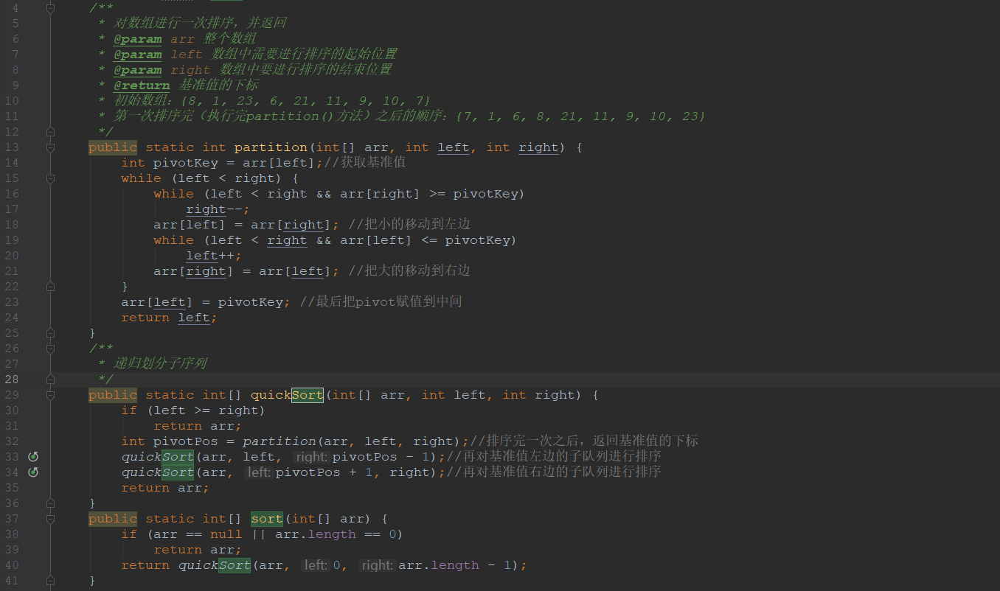 4 /**
5 * 对数组进行一次排序，并返回
6 * @param arr 整个数组
7 * @param left 数组中需要进行排序的起始位置
8 * @param right 数组中要进行排序的结束位置
9 * @return 基准值的下标
10 * 初始数组：{8, 1, 23, 6, 21, 11, 9, 10, 7}
11 * 第一次排序完（执行完partition()方法）之后的顺序：{7, 1, 6, 8, 21, 11, 9, 10, 23}
12 */
13 public static int partition(int[] arr, int left, int right) {
14 int pivotKey = arr[left];//获取基准值
15 while (left < right) {
16 while (left < right && arr[right] >= pivotKey)
17 right--;
18 arr[left] = arr[right]; //把小的移动到左边
19 while (left < right && arr[left] <= pivotKey)
20 left++;
21 arr[right] = arr[left]; //把大的移动到右边
22 }
23 arr[left] = pivotKey; //最后把pivot赋值到中间
24 return left;
25 }
26 /**
27 * 递归划分子序列
28 */
29 public static int[] quickSort(int[] arr, int left, int right) {
30 if (left >= right)
31 return arr;
32 int pivotPos = partition(arr, left, right);//排序完一次之后，返回基准值的下标
33 quickSort(arr, left, right: pivotPos - 1);//再对基准值左边的子队列进行排序
34 quickSort(arr, left: pivotPos + 1, right);//再对基准值右边的子队列进行排序
35 return arr;
36 }
37 public static int[] sort(int[] arr) {
38 if (arr == null || arr.length == 0)
39 return arr;
40 return quickSort(arr, left: 0, right: arr.length - 1);
41 }